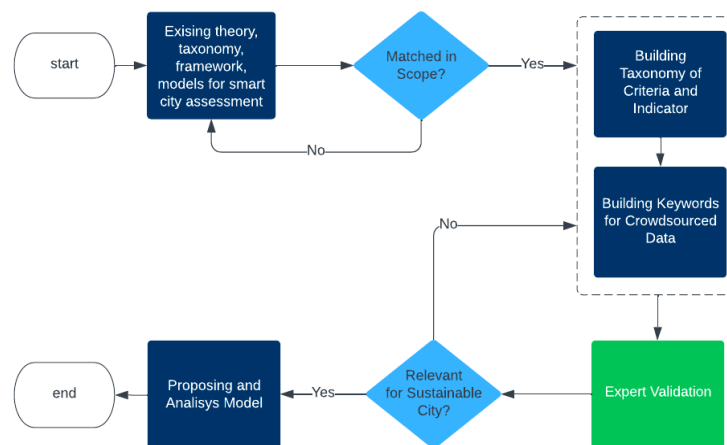 start
Exising theory,
taxonomy,
framework,
models for smart
city assessment
Matched in
Scope?
Yes
Building
Taxonomy of
Criteria and
Indicator
No
Building Keywords
for Crowdsourced
Data
No
end
Proposing and
Analisys Model
Yes
Relevant
for Sustainable
City?
Expert Validation